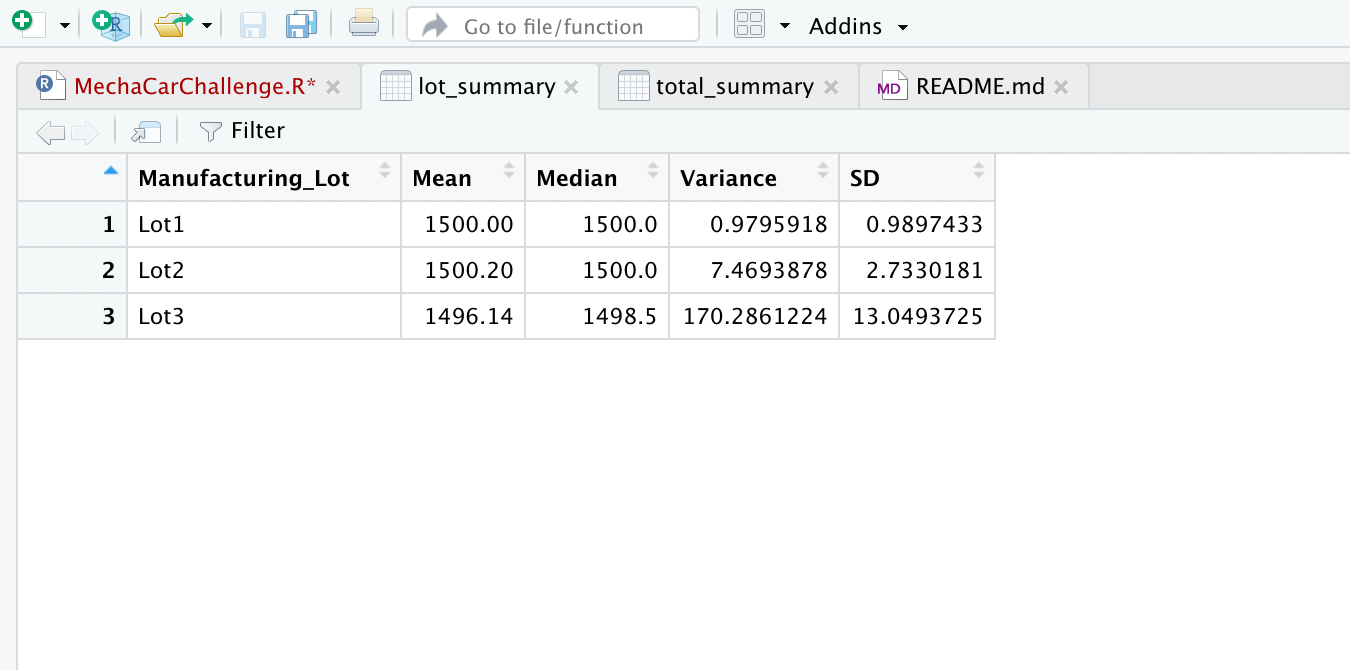 Go to file/function Addins
R MechaCarChallenge.R* lot_summary total_summary MD README.md
Filter
Manufacturing_Lot Mean Median Variance SD
1 Lot1 1500.00 1500.0 0.9795918 0.9897433
2 Lot2 1500.20 1500.0 7.4693878 2.7330181
3 Lot3 1496.14 1498.5 170.2861224 13.0493725